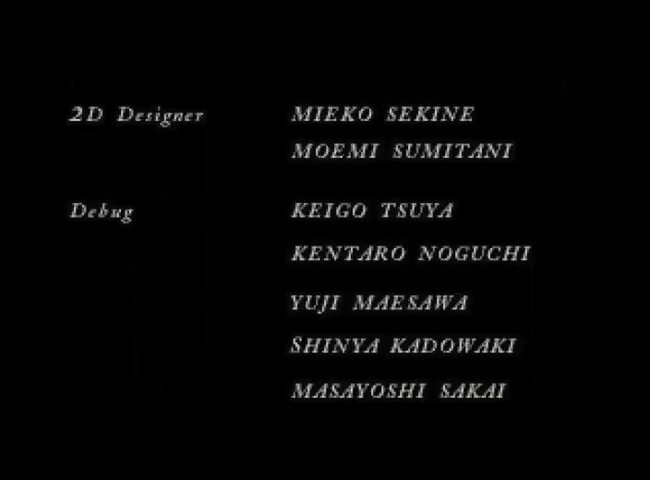 2D Designer MIEKO SEKINE
MOEMI SUMITANI
Debug KEIGO TSUYA
KENTARO NOGUCHI
YUJI MAESAWA
SHINYA KADOWAKI
MASAYOSHI SAKAI